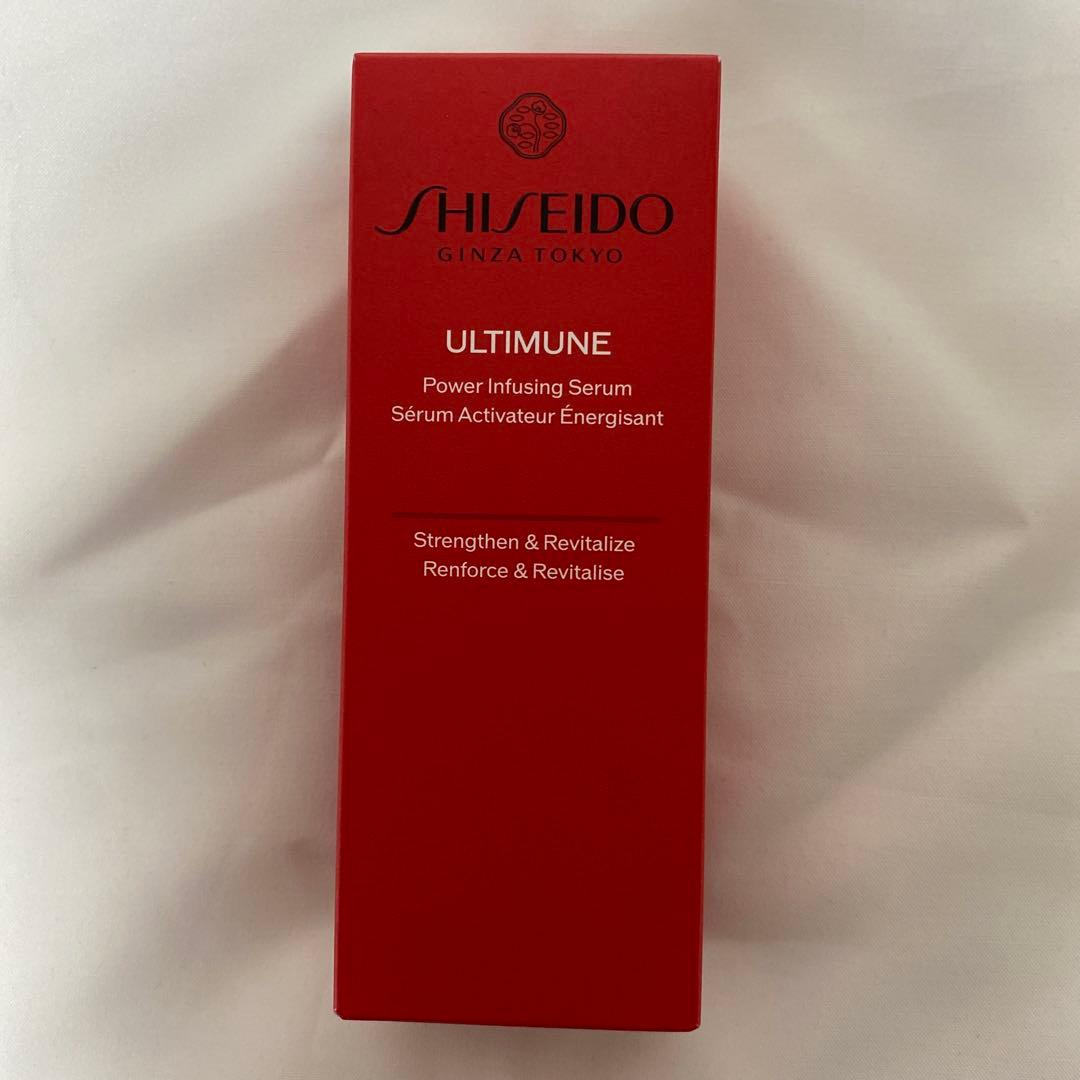 SHISEIDO
GINZA TOKYO
ULTIMUNE
Power Infusing Serum
Sérum Activateur Énergisant
Strengthen & Revitalize
Renforce & Revitalise